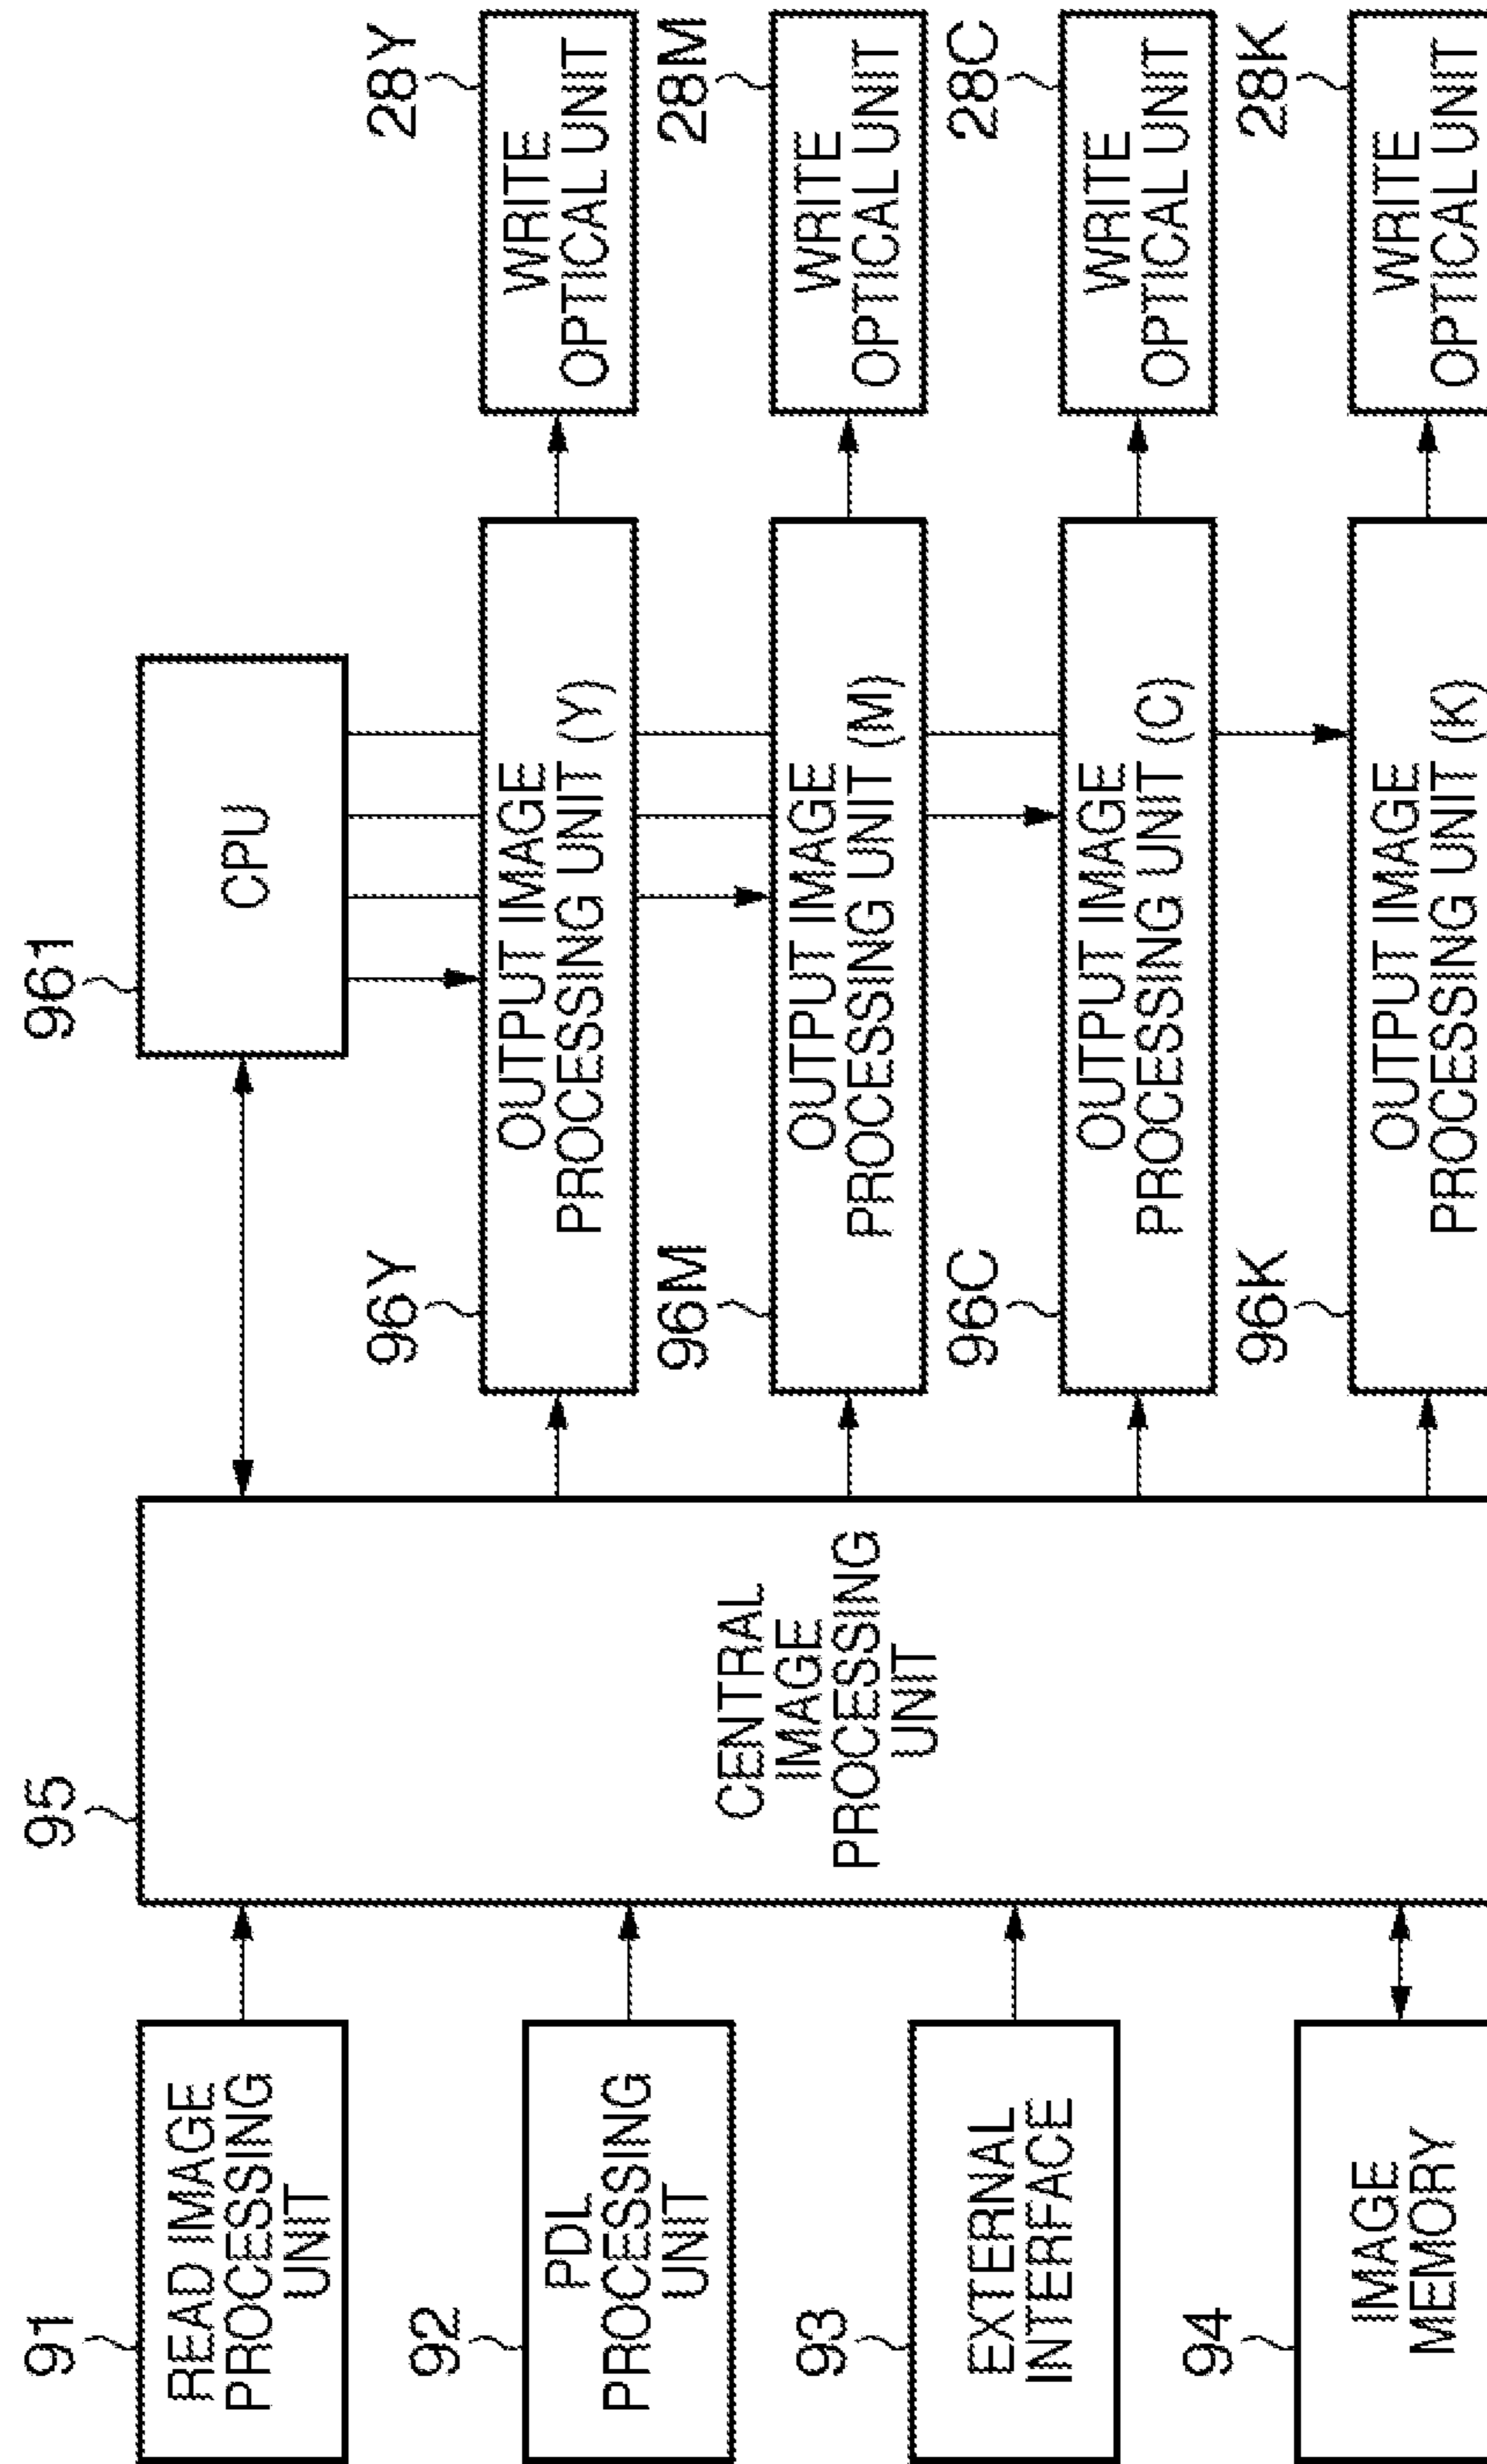 91
READ IMAGE
PROCESSING
UNIT
92
PDL
PROCESSING
UNIT
93
EXTERNAL
INTERFACE
94
IMAGE
MEMORY
95
CENTRAL
IMAGE
PROCESSING
UNIT
961
CPU
96Y
OUTPUT IMAGE
PROCESSING UNIT (Y)
96M
OUTPUT IMAGE
PROCESSING UNIT (M)
96C
OUTPUT IMAGE
PROCESSING UNIT (C)
96K
OUTPUT IMAGE
PROCESSING UNIT (K)
28Y
WRITE
OPTICAL UNIT
28M
WRITE
OPTICAL UNIT
28C
WRITE
OPTICAL UNIT
28K
WRITE
OPTICAL UNIT